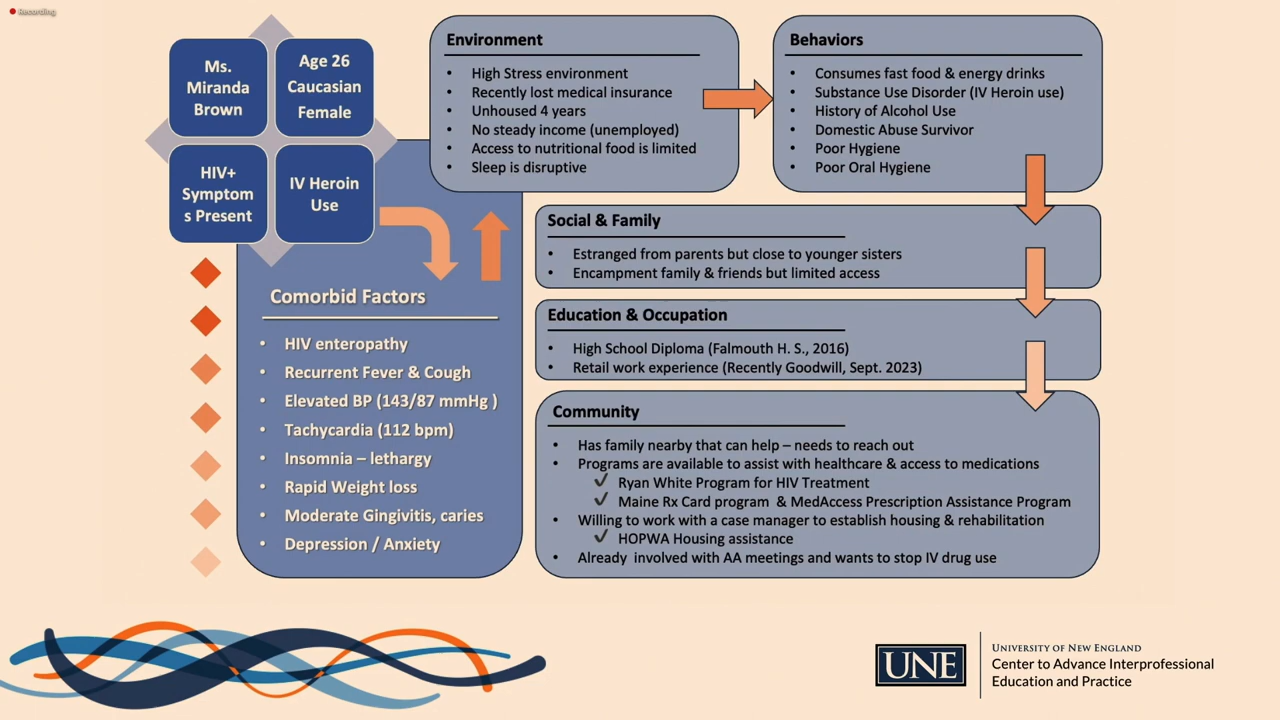 Recording
Ms.
Miranda
Brown
Age 26
Caucasian
Female
HIV+
Symptom
s Present
IV Heroin
Use
Comorbid Factors
• HIV enteropathy
• Recurrent Fever & Cough
• Elevated BP (143/87 mmHg )
• Tachycardia (112 bpm)
• Insomnia – lethargy
• Rapid Weight loss
• Moderate Gingivitis, caries
• Depression / Anxiety
Environment
• High Stress environment
• Recently lost medical insurance
• Unhoused 4 years
• No steady income (unemployed)
• Access to nutritional food is limited
• Sleep is disruptive
Behaviors
• Consumes fast food & energy drinks
• Substance Use Disorder (IV Heroin use)
• History of Alcohol Use
• Domestic Abuse Survivor
• Poor Hygiene
• Poor Oral Hygiene
Social & Family
• Estranged from parents but close to younger sisters
• Encampment family & friends but limited access
Education & Occupation
• High School Diploma (Falmouth H. S., 2016)
• Retail work experience (Recently Goodwill, Sept. 2023)
Community
• Has family nearby that can help – needs to reach out
• Programs are available to assist with healthcare & access to medications
✓ Ryan White Program for HIV Treatment
✓ Maine Rx Card program & MedAccess Prescription Assistance Program
• Willing to work with a case manager to establish housing & rehabilitation
✓ HOPWA Housing assistance
• Already involved with AA meetings and wants to stop IV drug use
UNE
UNIVERSITY OF NEW ENGLAND
Center to Advance Interprofessional
Education and Practice